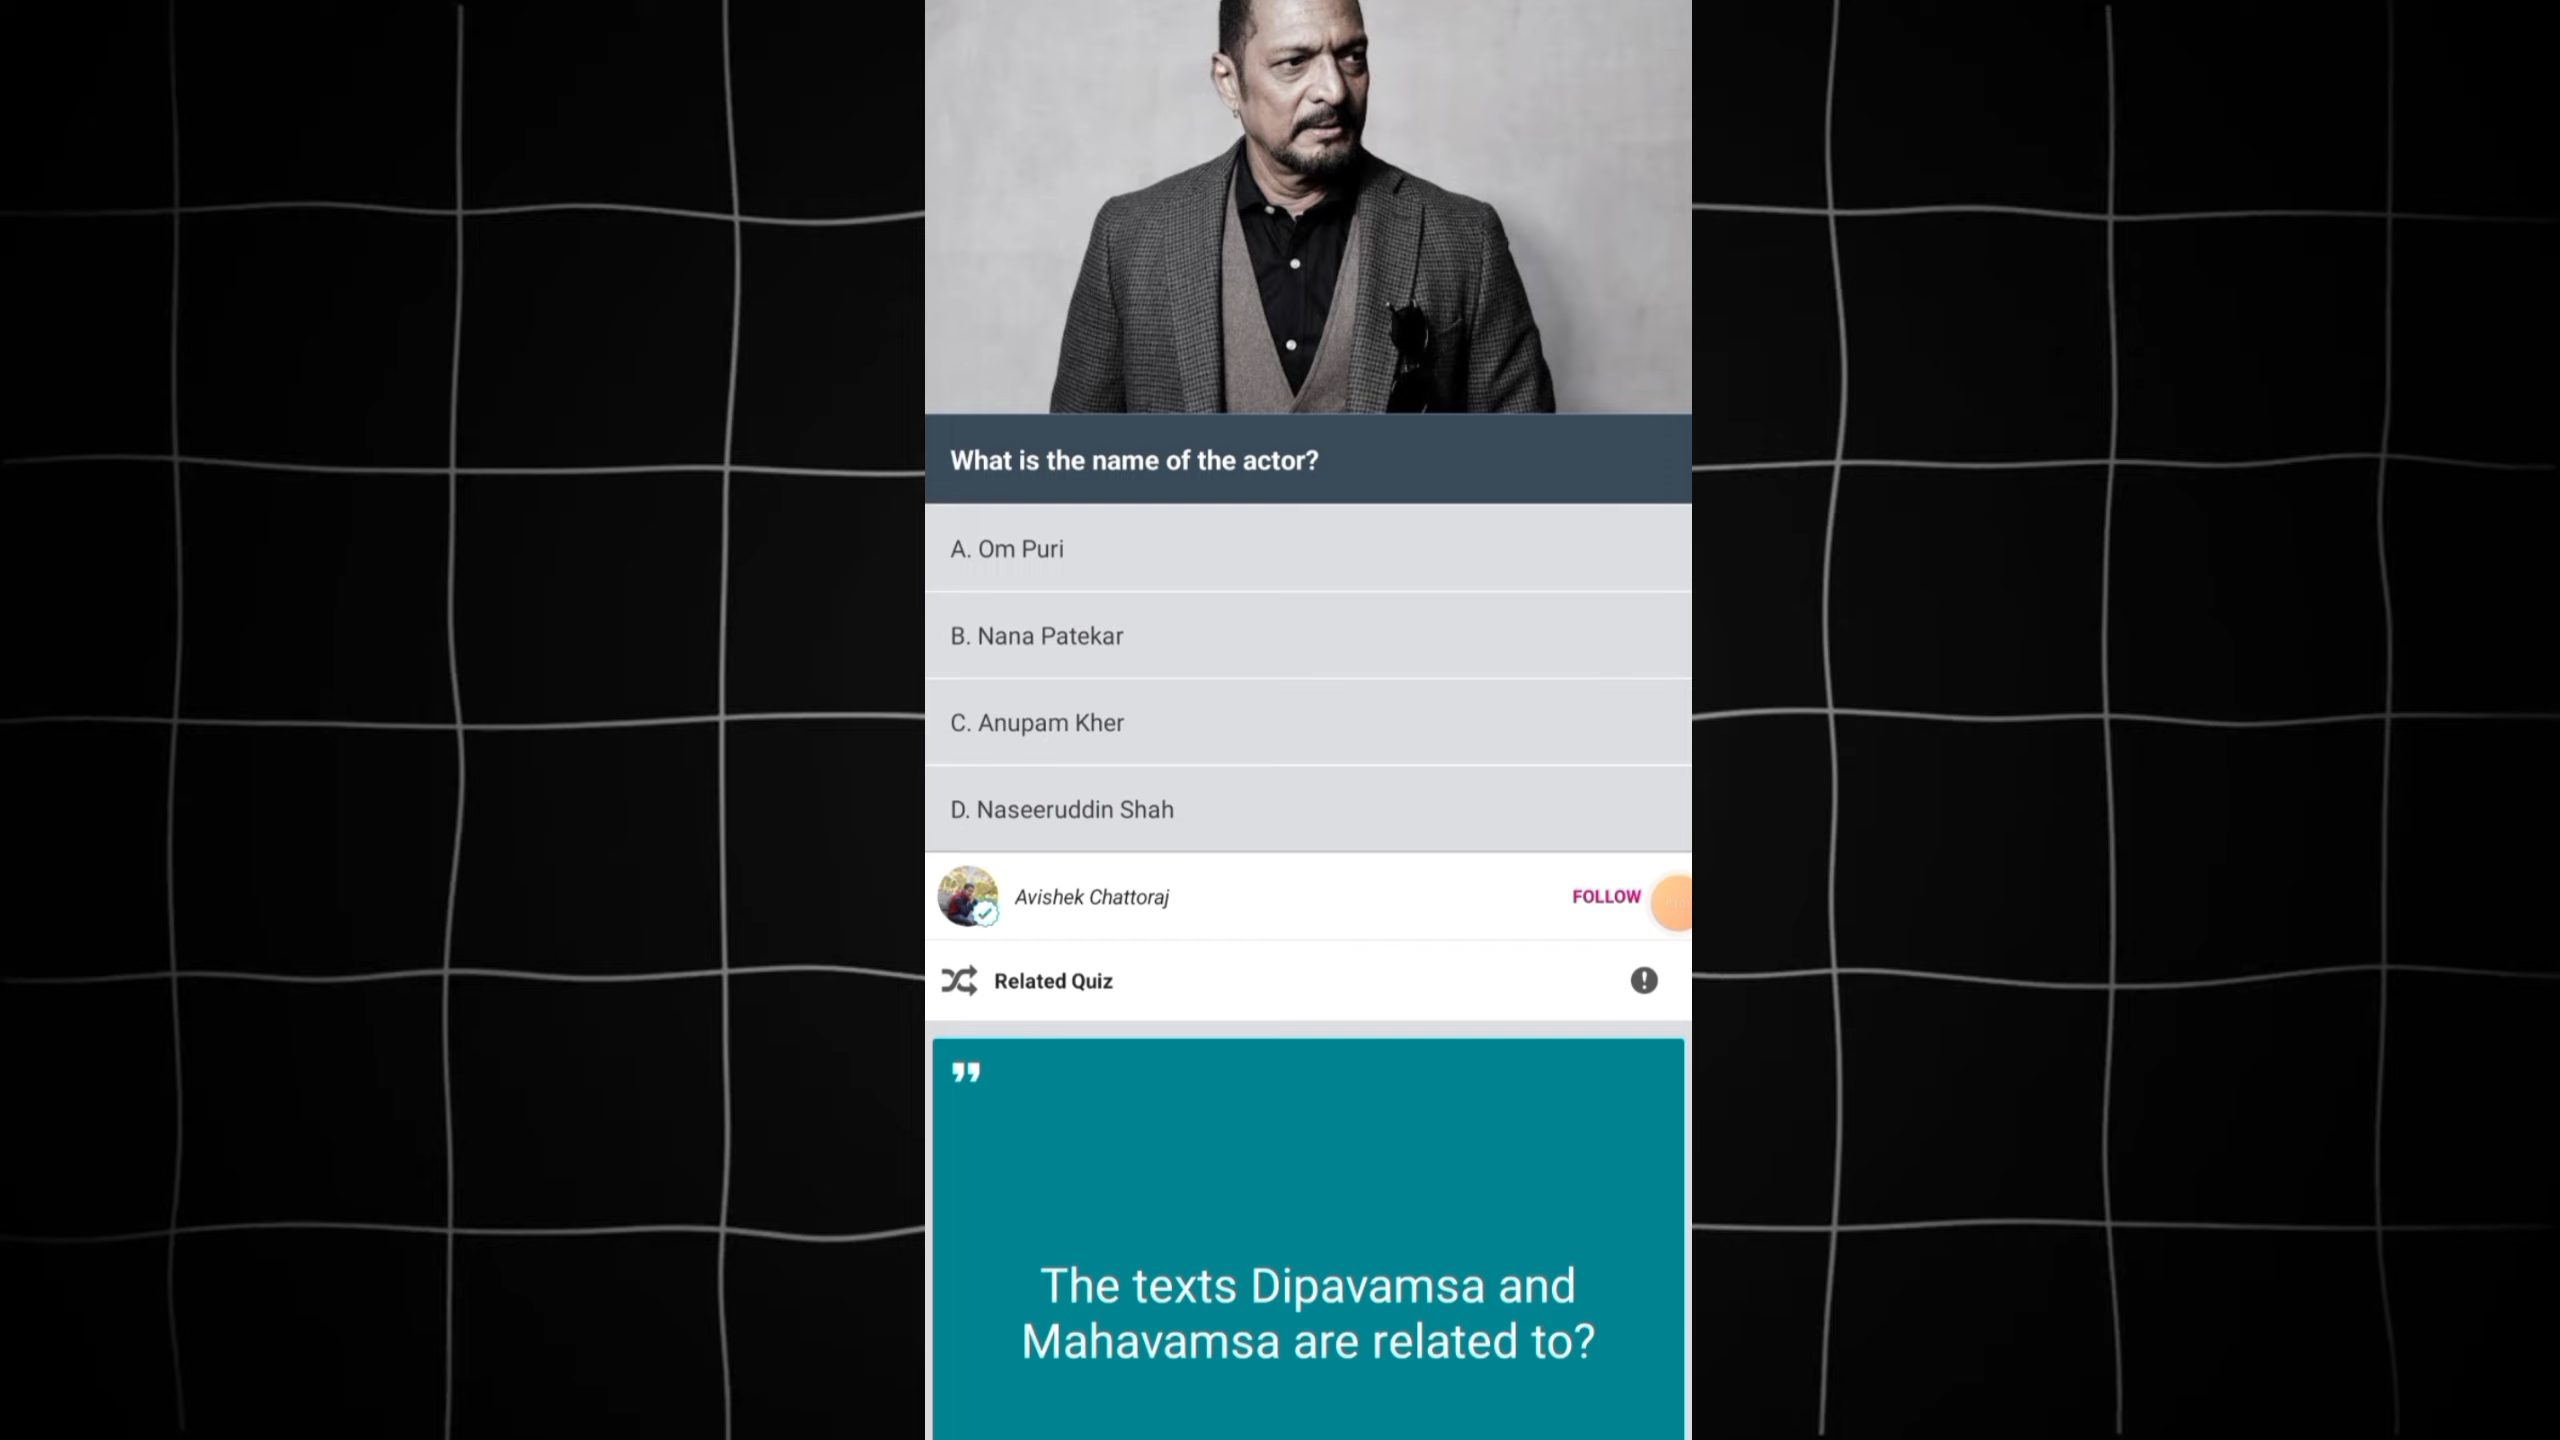 What is the name of the actor?
A. Om Puri
B. Nana Patekar
C. Anupam Kher
D. Naseeruddin Shah
Avishek Chattoraj
FOLLOW
Related Quiz
The texts Dipavamsa and
Mahavamsa are related to?